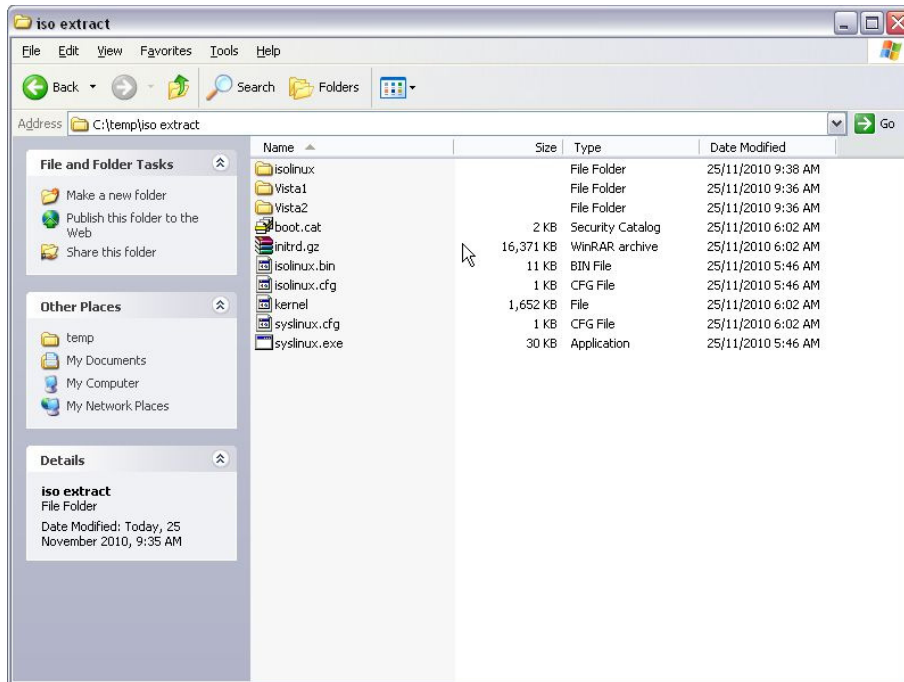 iso extract
File Edit View Favorites Tools Help
Back Search Folders
Address C:\temp\iso extract Go
File and Folder Tasks
Make a new folder
Publish this folder to the
Web
Share this folder
Other Places
temp
My Documents
My Computer
My Network Places
Details
iso extract
File Folder
Date Modified: Today, 25
November 2010, 9:35 AM
Name Size Type Date Modified
isolinux File Folder 25/11/2010 9:38 AM
Vista1 File Folder 25/11/2010 9:36 AM
Vista2 File Folder 25/11/2010 9:36 AM
boot.cat 2 KB Security Catalog 25/11/2010 6:02 AM
initrd.gz 16,371 KB WinRAR archive 25/11/2010 6:02 AM
isolinux.bin 11 KB BIN File 25/11/2010 5:46 AM
isolinux.cfg 1 KB CFG File 25/11/2010 5:46 AM
kernel 1,652 KB File 25/11/2010 6:02 AM
syslinux.cfg 1 KB CFG File 25/11/2010 6:02 AM
syslinux.exe 30 KB Application 25/11/2010 5:46 AM